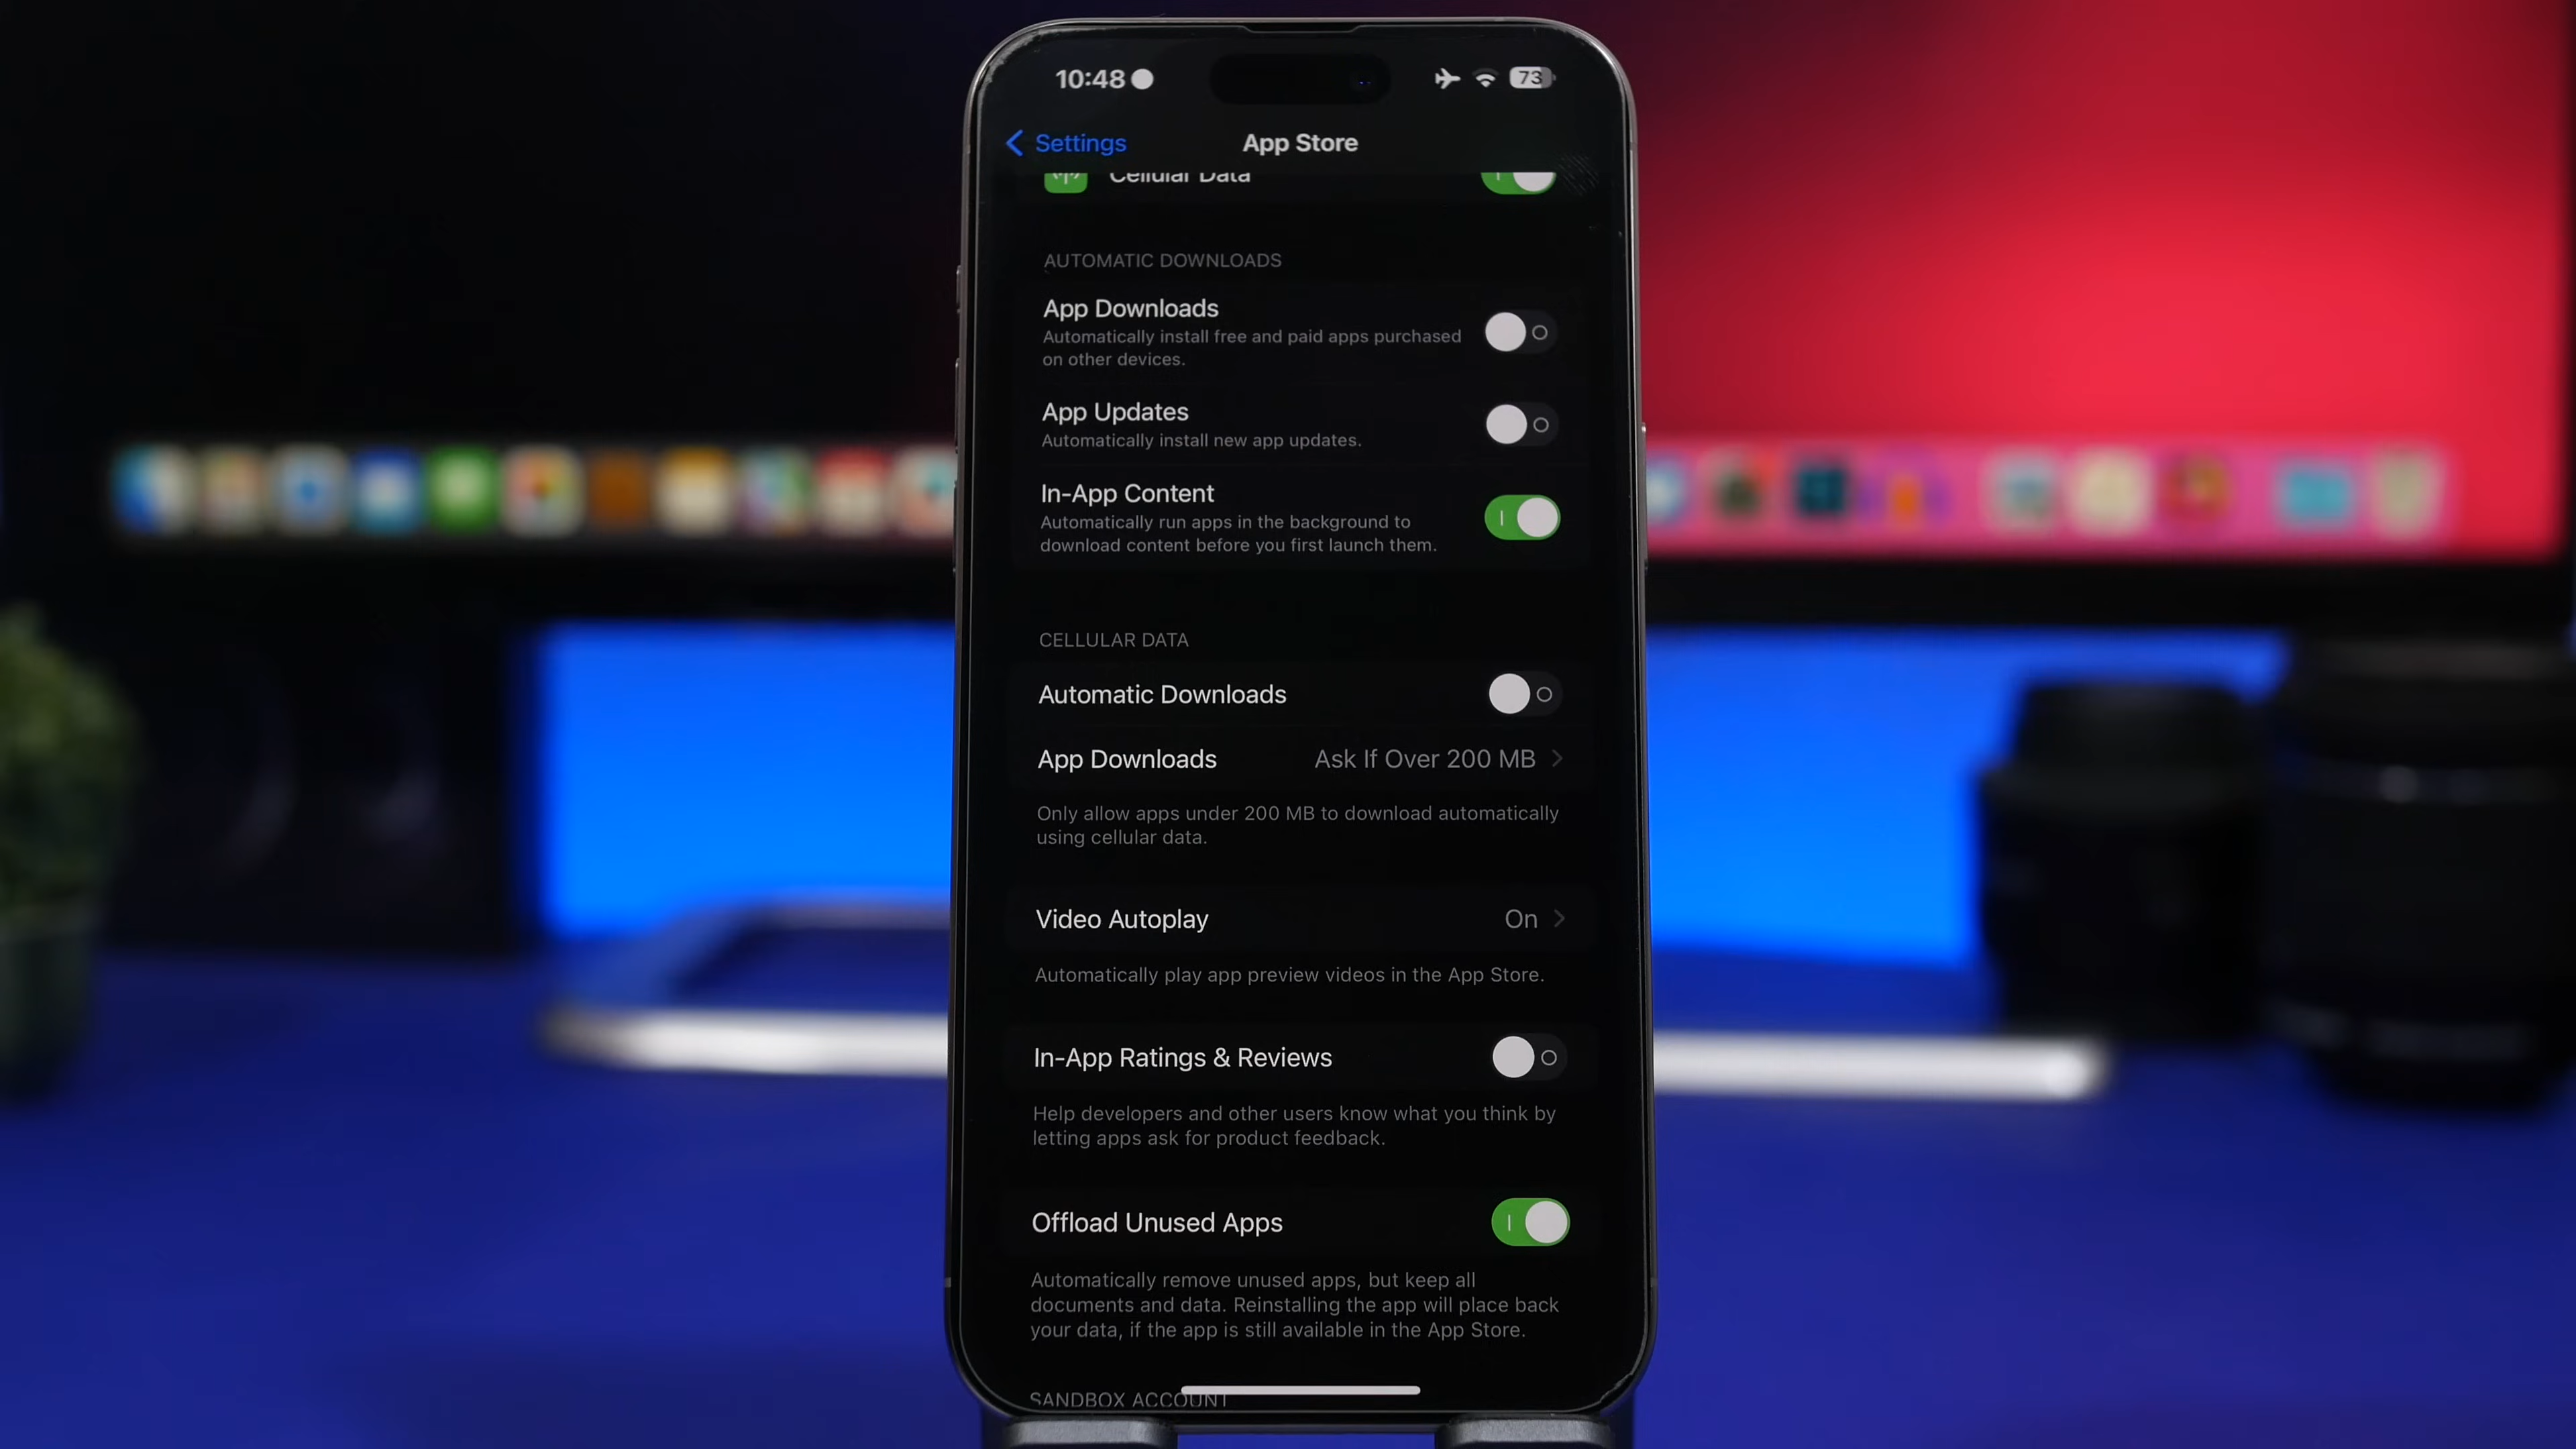 10:48
73
Settings
App Store
Cellular Data
AUTOMATIC DOWNLOADS
App Downloads
Automatically install free and paid apps purchased
on other devices.
App Updates
Automatically install new app updates.
In-App Content
Automatically run apps in the background to
download content before you first launch them.
CELLULAR DATA
Automatic Downloads
App Downloads
Ask If Over 200 MB
Only allow apps under 200 MB to download automatically
using cellular data.
Video Autoplay
On
Automatically play app preview videos in the App Store.
In-App Ratings & Reviews
Help developers and other users know what you think by
letting apps ask for product feedback.
Offload Unused Apps
Automatically remove unused apps, but keep all
documents and data. Reinstalling the app will place back
your data, if the app is still available in the App Store.
SANDBOX ACCOUNT